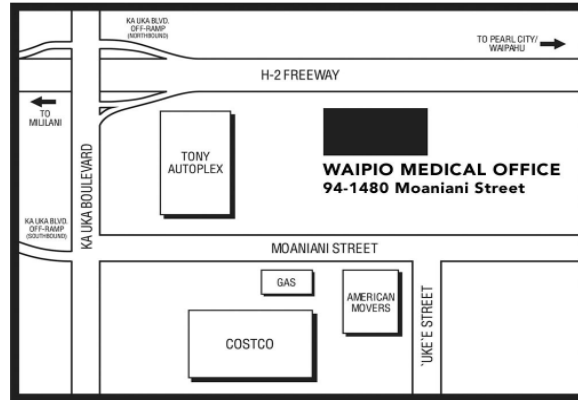 KA UKA BLVD.
OFF-RAMP
(NORTHBOUND)
TO PEARL CITY/
WAIPAHU
H-2 FREEWAY
TO
MILILANI
TONY
AUTOPLEX
WAIPIO MEDICAL OFFICE
94-1480 Moaniani Street
KA UKA BOULEVARD
KA UKA BLVD.
OFF-RAMP
(SOUTHBOUND)
MOANIANI STREET
GAS
AMERICAN
MOVERS
COSTCO
'UKE'E STREET